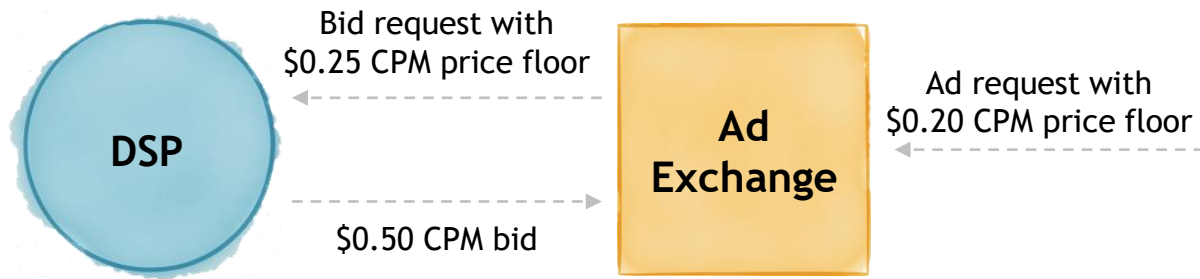 Bid request with
$0.25 CPM price floor
DSP
$0.50 CPM bid
Ad
Exchange
Ad request with
$0.20 CPM price floor